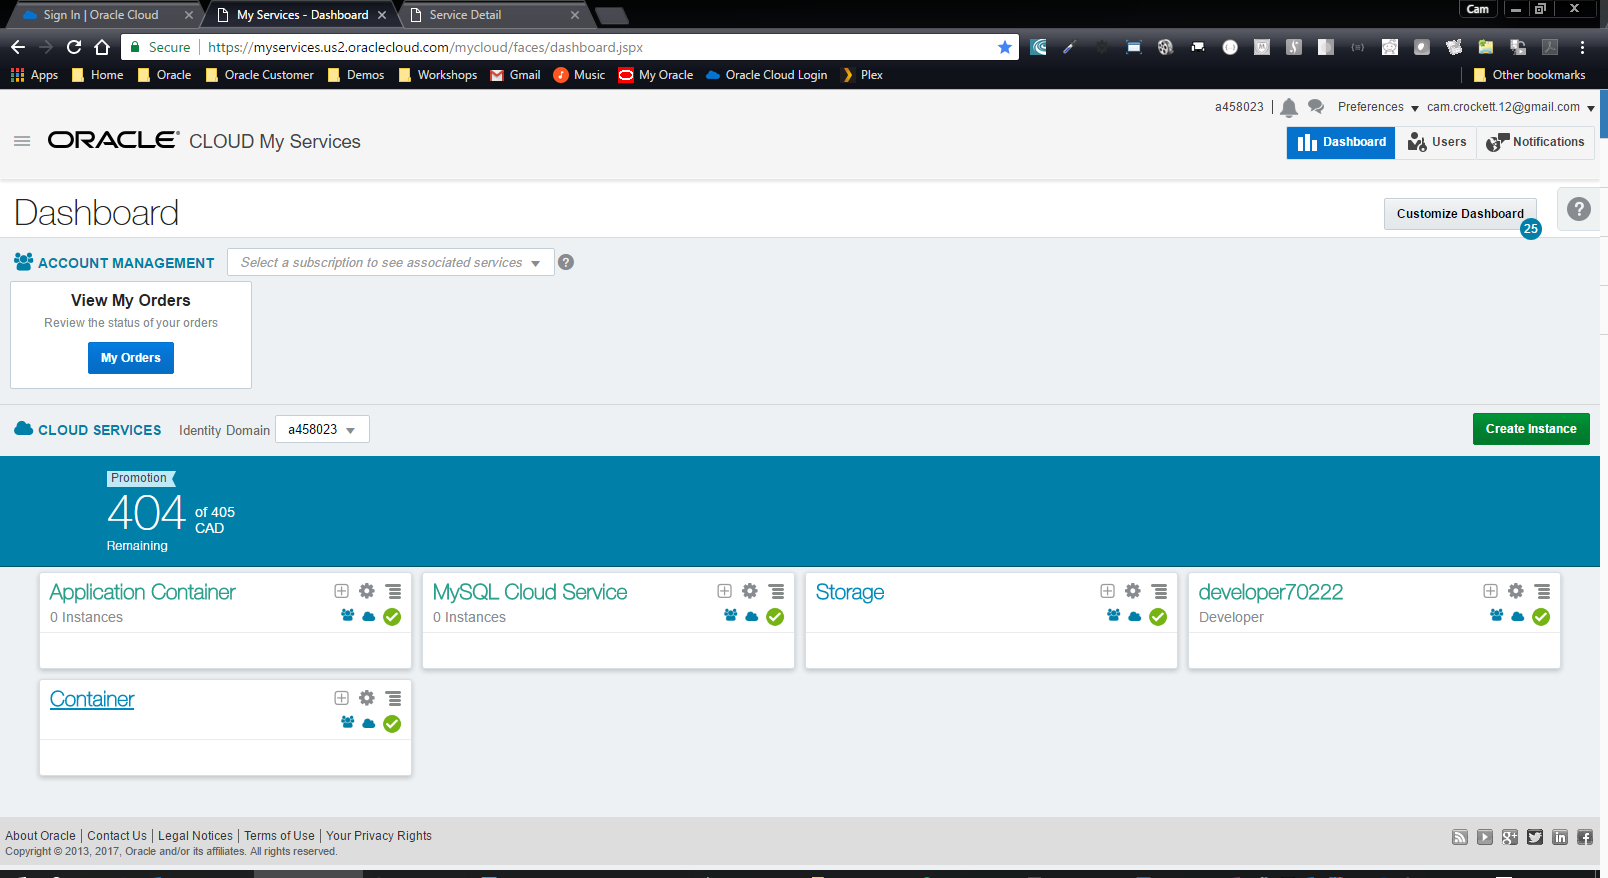 Sign In | Oracle Cloud
My Services - Dashboard
Service Detail
Cam
Secure
https://myservices.us2.oraclecloud.com/mycloud/faces/dashboard.jspx
Apps
Home
Oracle
Oracle Customer
Demos
Workshops
Gmail
Music
My Oracle
Oracle Cloud Login
Plex
Other bookmarks
a458023
Preferences
cam.crockett.12@gmail.com
ORACLE CLOUD My Services
Dashboard
Users
Notifications
Dashboard
Customize Dashboard
25
?
ACCOUNT MANAGEMENT
Select a subscription to see associated services
?
View My Orders
Review the status of your orders
My Orders
CLOUD SERVICES
Identity Domain
a458023
Create Instance
Promotion
404 of 405
CAD
Remaining
Application Container
0 Instances
MySQL Cloud Service
0 Instances
Storage
developer70222
Developer
Container
About Oracle | Contact Us | Legal Notices | Terms of Use | Your Privacy Rights
Copyright © 2013, 2017, Oracle and/or its affiliates. All rights reserved.